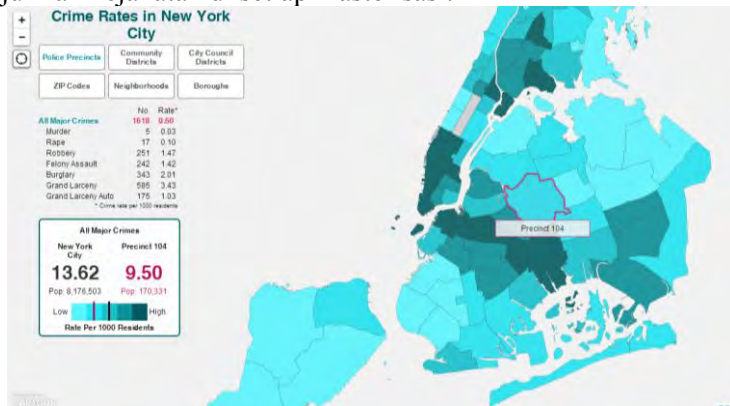 Crime Rates in New York
City
+
-
Police Precincts
Community
Districts
City Council
Districts
ZIP Codes
Neighborhoods
Boroughs
No Rate*
All Major Crimes 1618 9.50
Murder 5 0.03
Rape 17 0.10
Robbery 251 1.47
Felony Assault 242 1.42
Burglary 343 2.01
Grand Larceny 585 3.43
Grand Larceny Auto 175 1.03
* Crime rate per 1000 residents
All Major Crimes
New York
City
Precinct 104
13.62 9.50
Pop: 8,176,503 Pop: 170,331
Low High
Rate Per 1000 Residents
Precinct 104